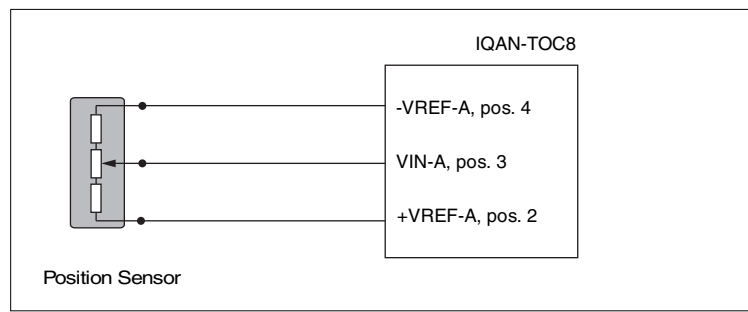 IQAN-TOC8
-VREF-A, pos. 4
VIN-A, pos. 3
+VREF-A, pos. 2
Position Sensor